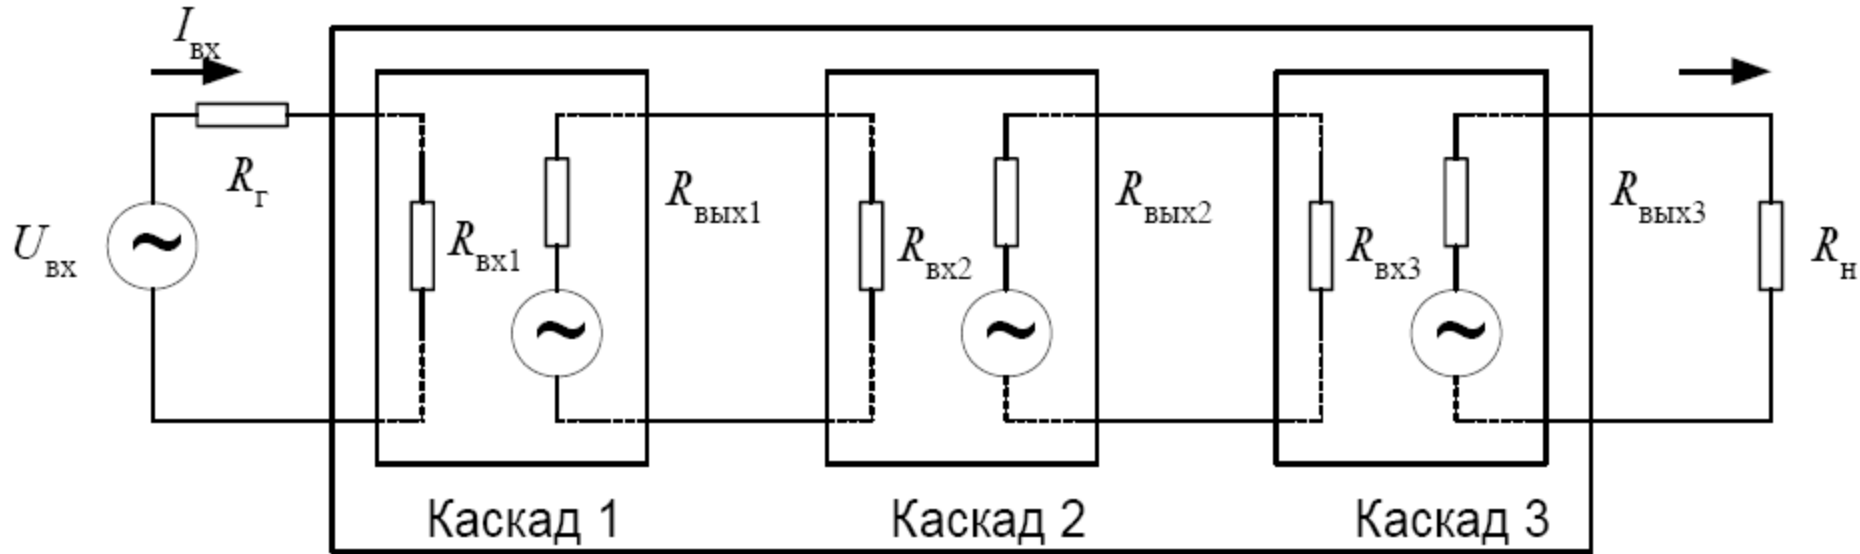 Iвх
Rг
Uвх
Rвх1
Rвых1
Rвх2
Rвых2
Rвх3
Rвых3
Rн
Каскад 1
Каскад 2
Каскад 3